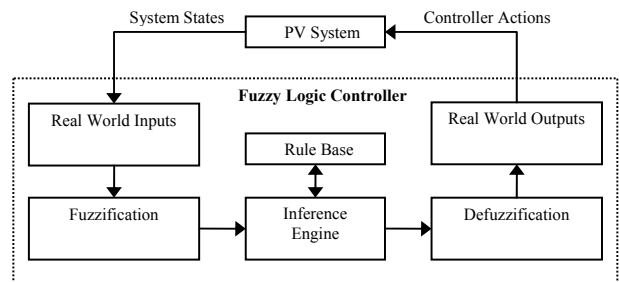 System States
PV System
Controller Actions
Fuzzy Logic Controller
Real World Inputs
Real World Outputs
Rule Base
Fuzzification
Inference
Engine
Defuzzification